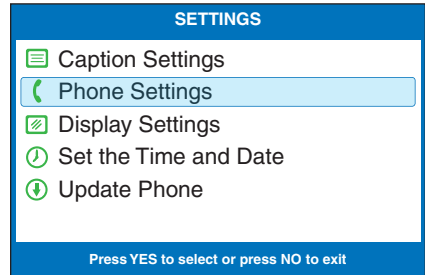 SETTINGS
Caption Settings
Phone Settings
Display Settings
Set the Time and Date
Update Phone
Press YES to select or press NO to exit